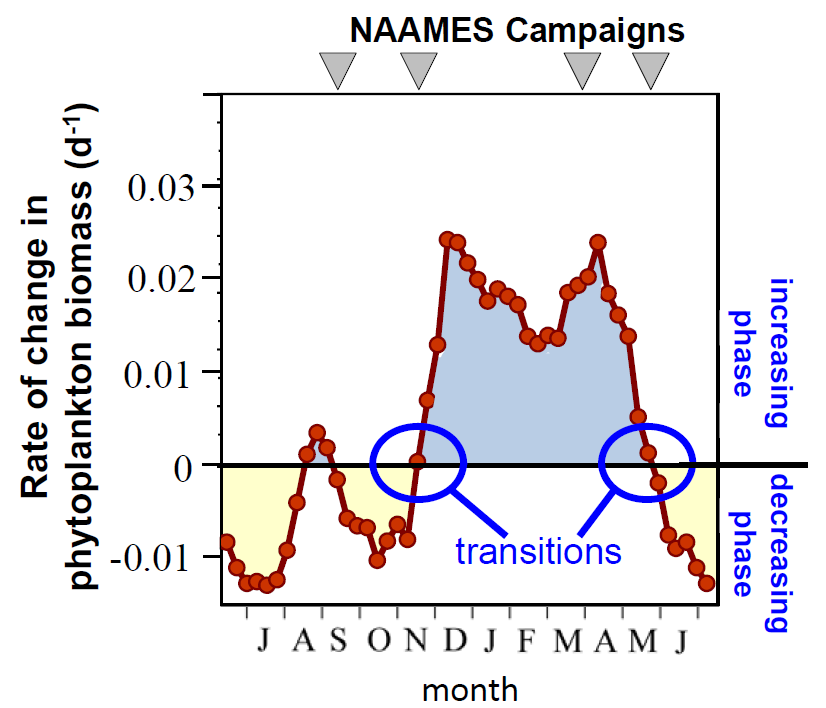 NAAMES Campaigns
Rate of change in
phytoplankton biomass (d-1)
0.03
0.02
0.01
0
-0.01
increasing
phase
decreasing
phase
transitions
J A S O N D J F M A M J
month